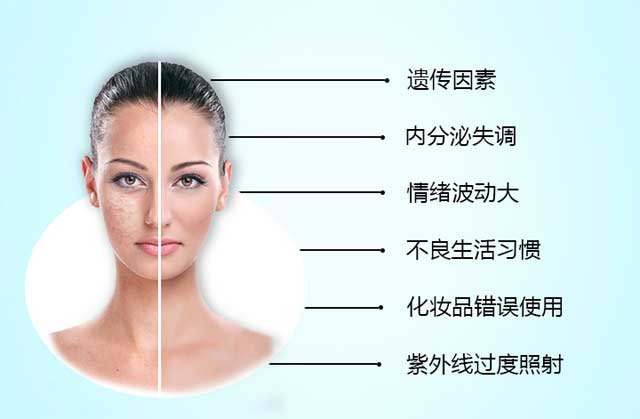 遗传因素
内分泌失调
情绪波动大
不良生活习惯
化妆品错误使用
紫外线过度照射